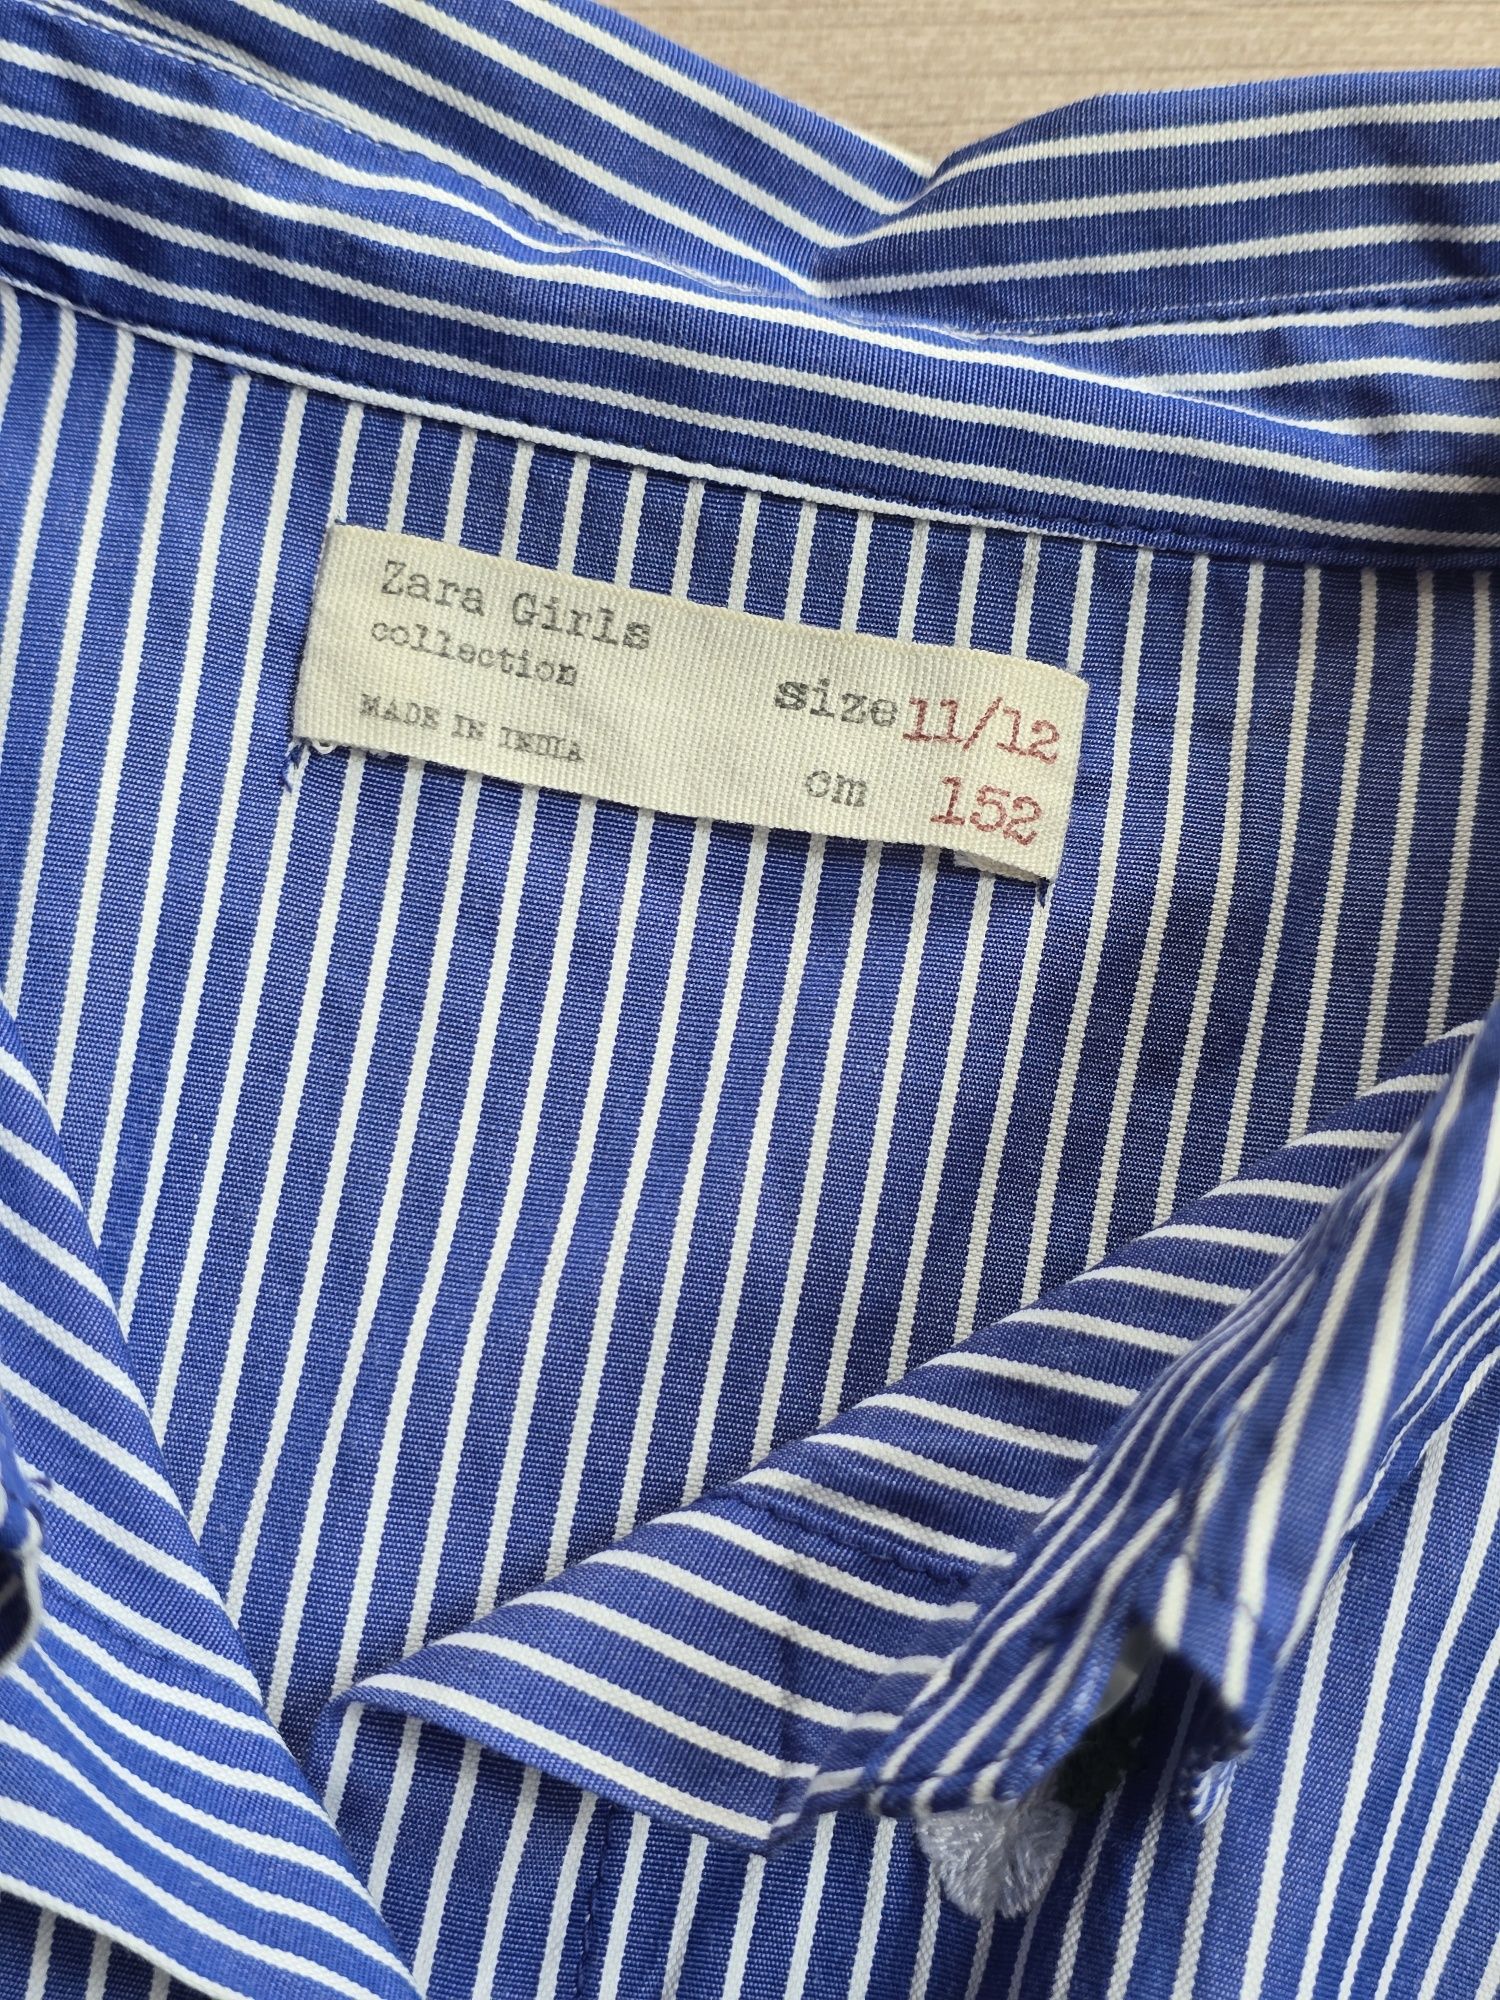 Zara Girls
collection
MADE IN INDIA
size 11/12
cm 152